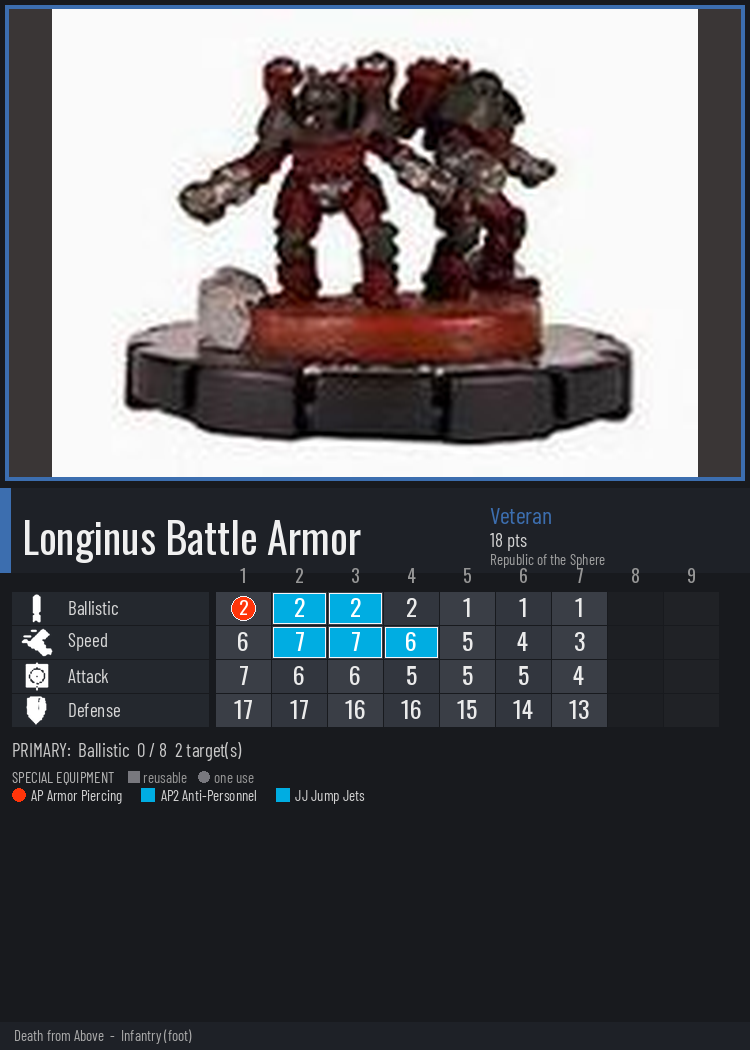 Longinus Battle Armor
Veteran
18 pts
Republic of the Sphere
1 2 3 4 5 6 7 8 9
Ballistic 2 2 2 2 1 1 1
Speed 6 7 7 6 5 4 3
Attack 7 6 6 5 5 5 4
Defense 17 17 16 16 15 14 13
PRIMARY: Ballistic 0 / 8 2 target(s)
SPECIAL EQUIPMENT reusable one use
AP Armor Piercing AP2 Anti-Personnel JJ Jump Jets
Death from Above - Infantry (foot)